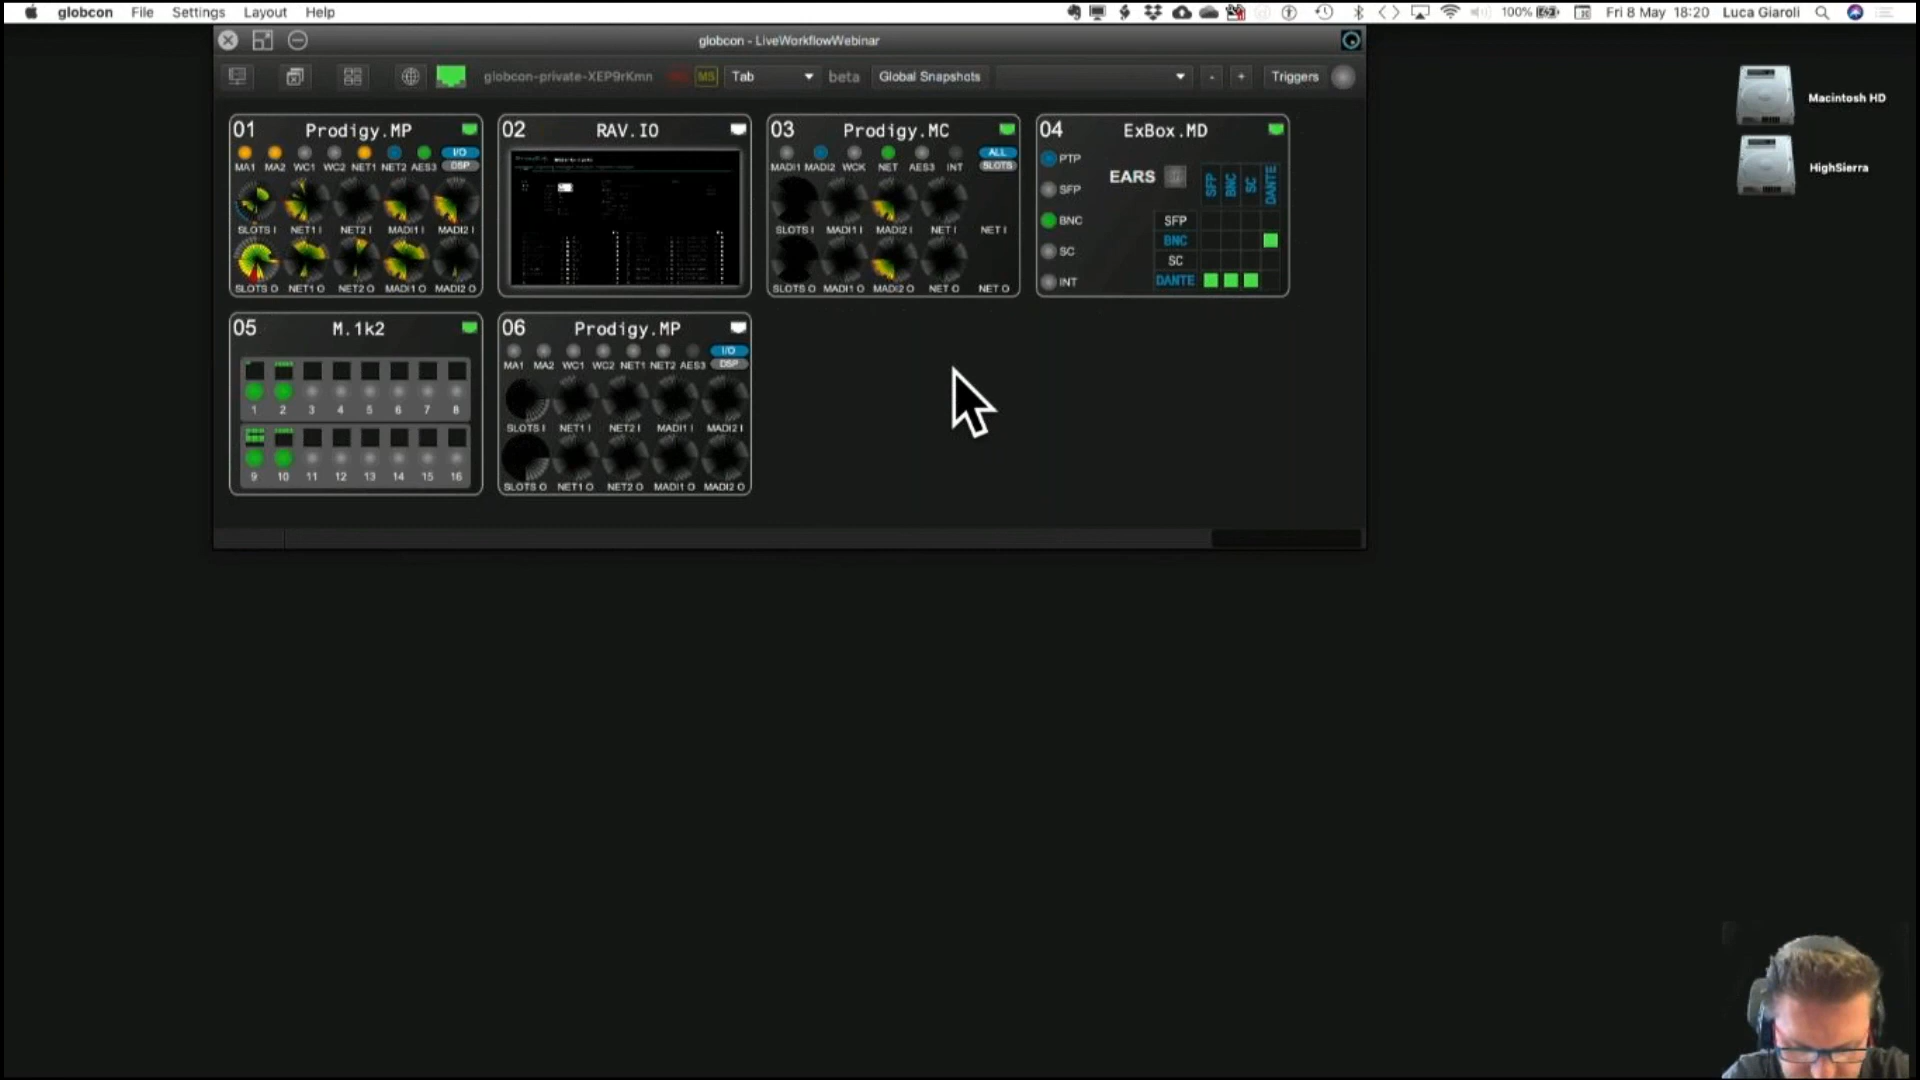 globcon File Settings Layout Help 100% Fri 8 May 18:20 Luca Giaroli
globcon - LiveWorkflowWebinar
globcon-private-XEP9rKmn MS Tab beta Global Snapshots - + Triggers
Macintosh HD
HighSierra
01 Prodigy.MP
I/O
MA1 MA2 WC1 WC2 NET1 NET2 AES3 DSP
SLOTS I NET1 I NET2 I MADI1 I MADI2 I
SLOTS O NET1 O NET2 O MADI1 O MADI2 O
02 RAV.IO
03 Prodigy.MC
ALL
MADI1 MADI2 WCK NET AES3 INT SLOTS
SLOTS I MADI1 I MADI2 I NET I NET I
SLOTS O MADI1 O MADI2 O NET O NET O
04 ExBox.MD
PTP
SFP
BNC
SC
INT
EARS
SFP BNC SC DANTE
SFP
BNC
SC
DANTE
05 M.1k2
1 2 3 4 5 6 7 8
9 10 11 12 13 14 15 16
06 Prodigy.MP
I/O
MA1 MA2 WC1 WC2 NET1 NET2 AES3 DSP
SLOTS I NET1 I NET2 I MADI1 I MADI2 I
SLOTS O NET1 O NET2 O MADI1 O MADI2 O